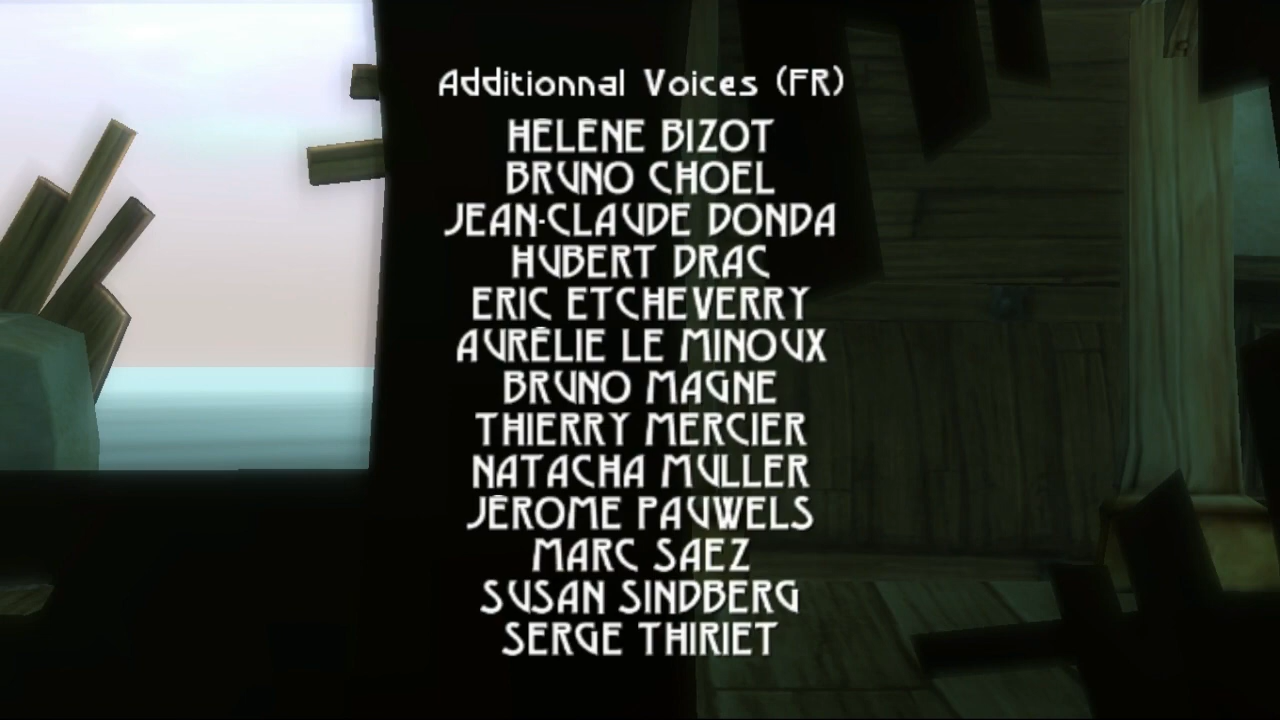 Additionnal Voices (FR)
HELENE BIZOT
BRUNO CHOEL
JEAN-CLAUDE DONDA
HUBERT DRAC
ERIC ETCHEVERRY
AURÉLIE LE MINOUX
BRUNO MAGNE
THIERRY MERCIER
NATACHA MULLER
JÉROME PAUWELS
MARC SAEZ
SUSAN SINDBERG
SERGE THIRIET